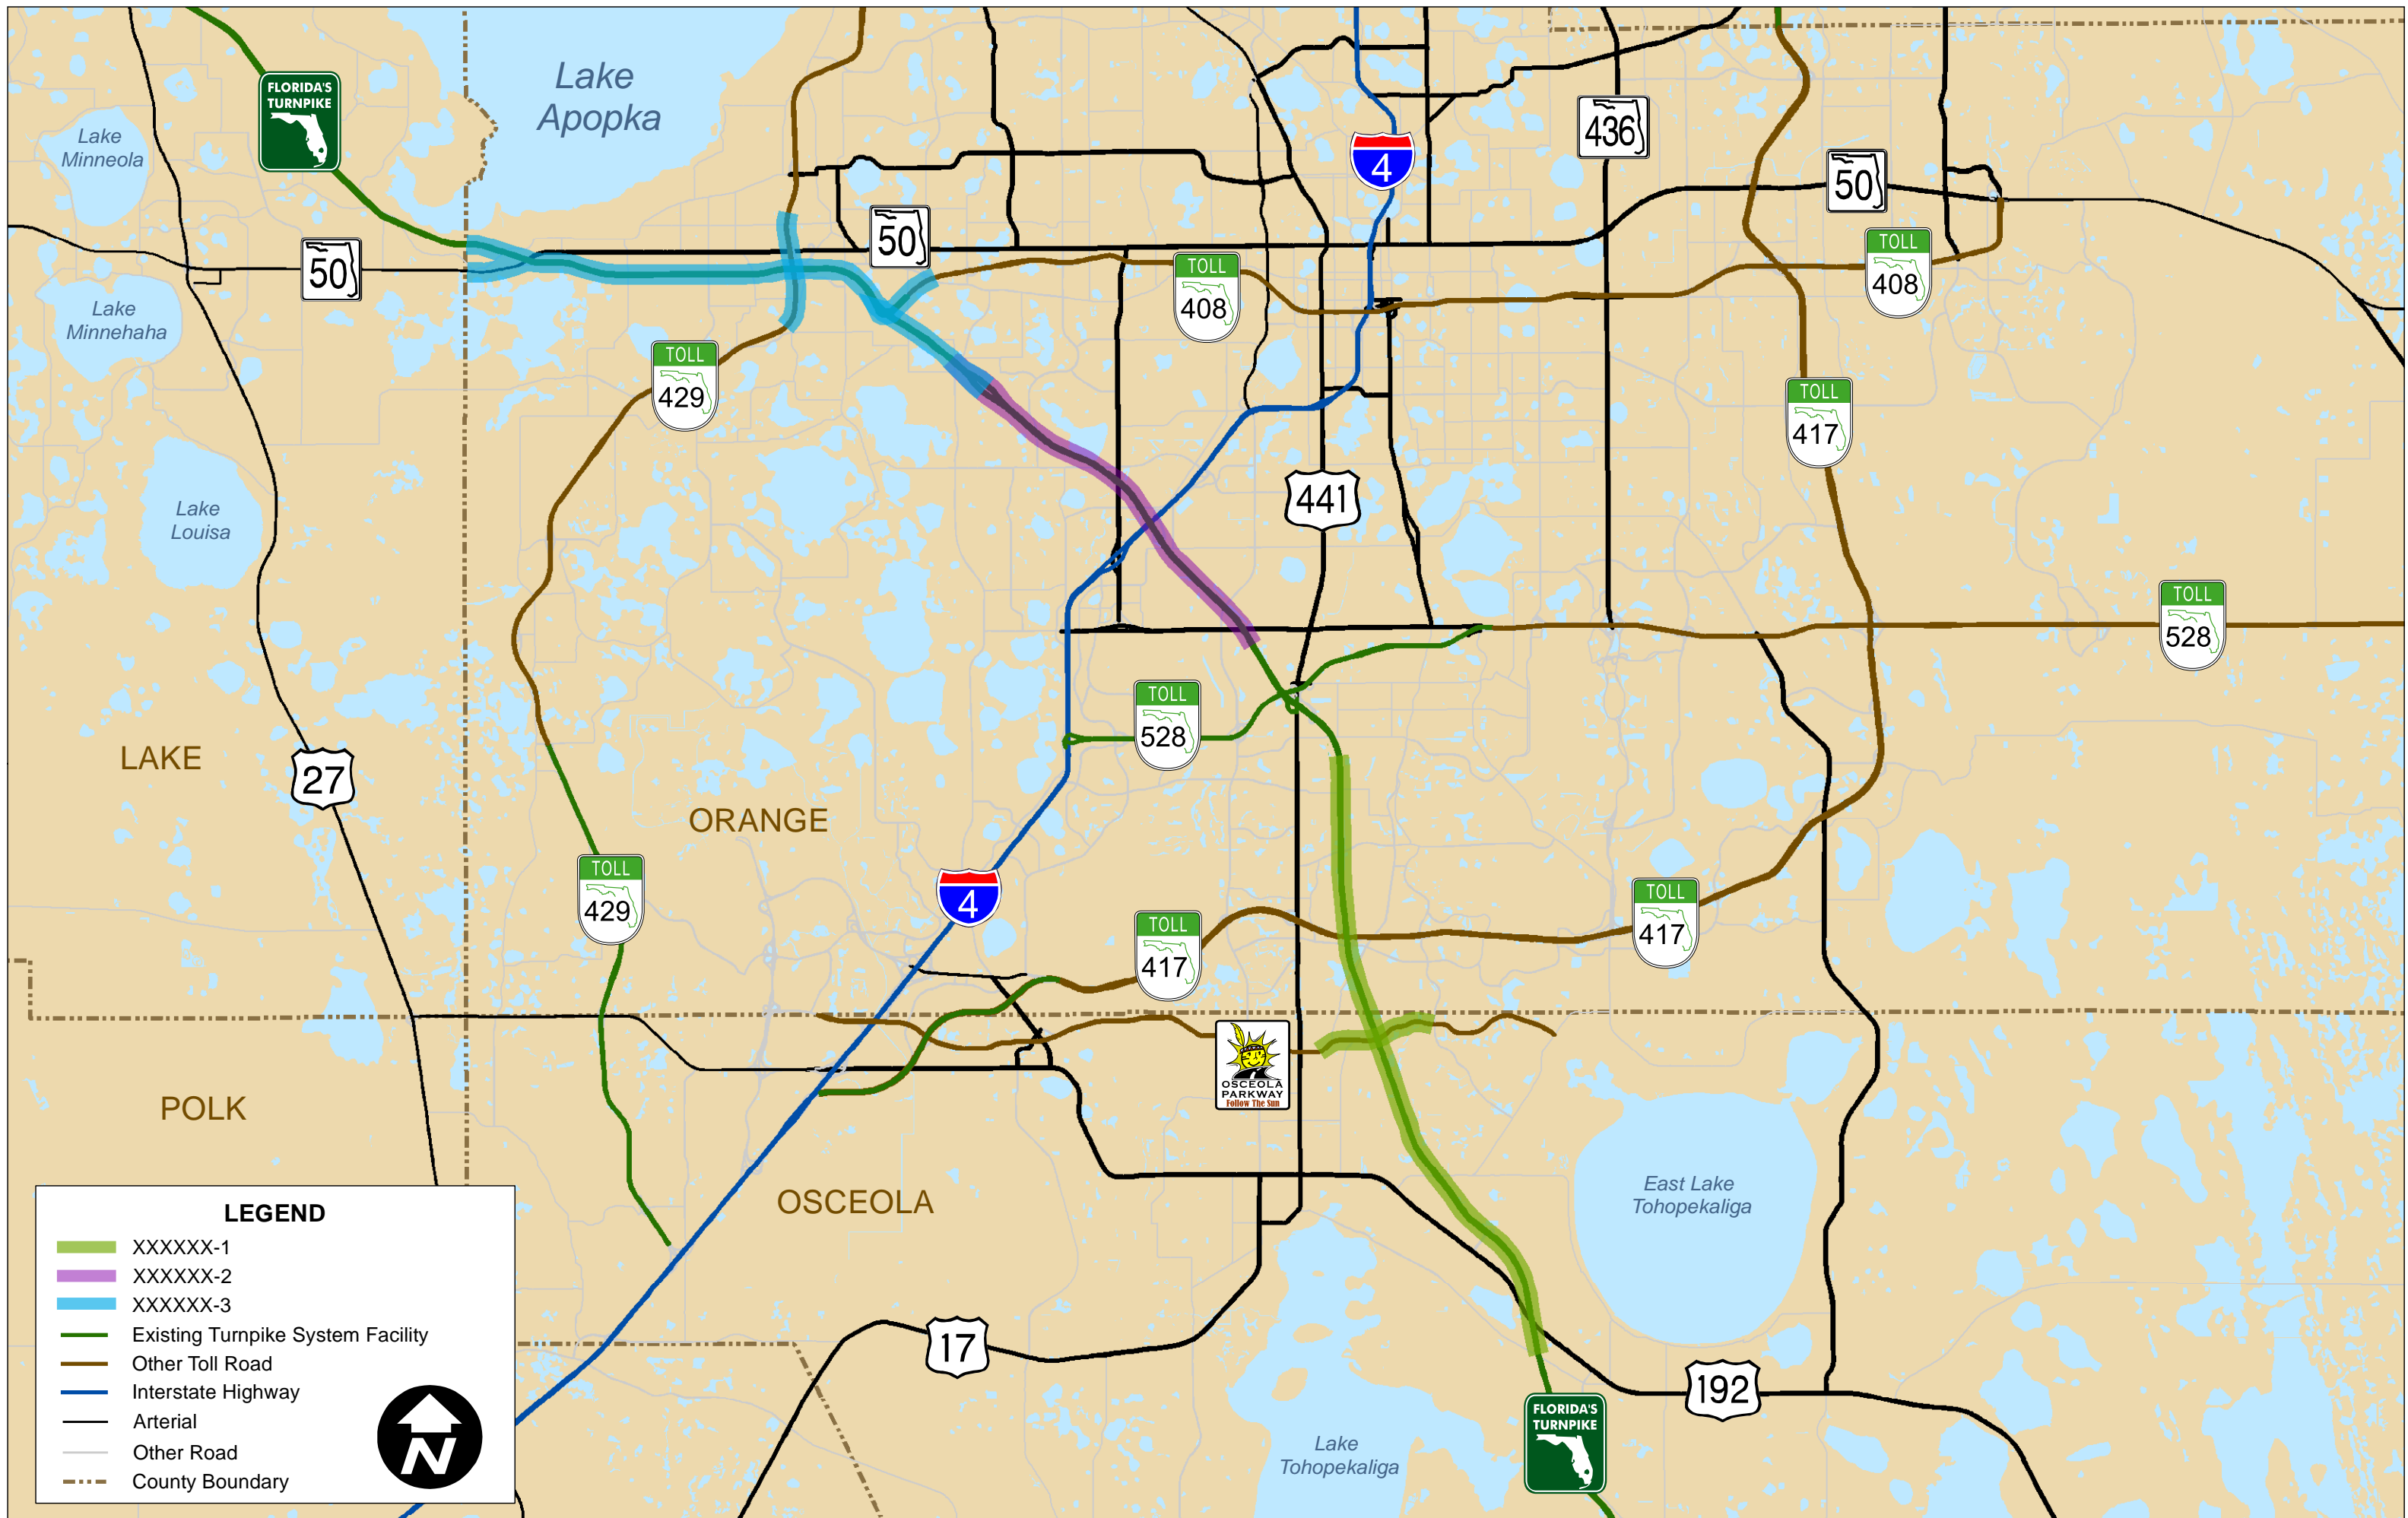 FLORIDA'S
TURNPIKE
Lake
Apopka
Lake
Minneola
4
436
50
50
50
TOLL
408
TOLL
408
Lake
Minnehaha
TOLL
429
TOLL
417
441
Lake
Louisa
TOLL
528
TOLL
528
LAKE
27
ORANGE
TOLL
429
4
TOLL
417
TOLL
417
OSCEOLA
PARKWAY
Follow The Sun
POLK
OSCEOLA
East Lake
Tohopekaliga
17
192
FLORIDA'S
TURNPIKE
Lake
Tohopekaliga
LEGEND
XXXXXX-1
XXXXXX-2
XXXXXX-3
Existing Turnpike System Facility
Other Toll Road
Interstate Highway
Arterial
Other Road
County Boundary
N